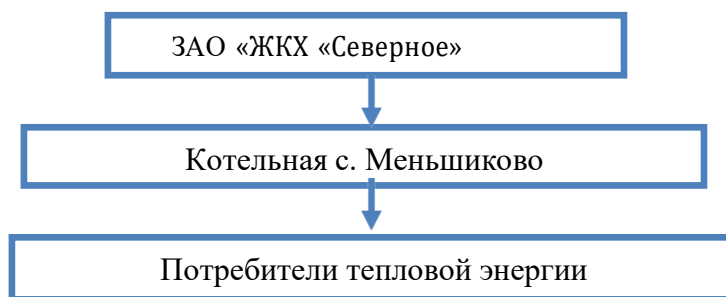 ЗАО «ЖКХ «Северное»
Котельная с. Меньшиково
Потребители тепловой энергии